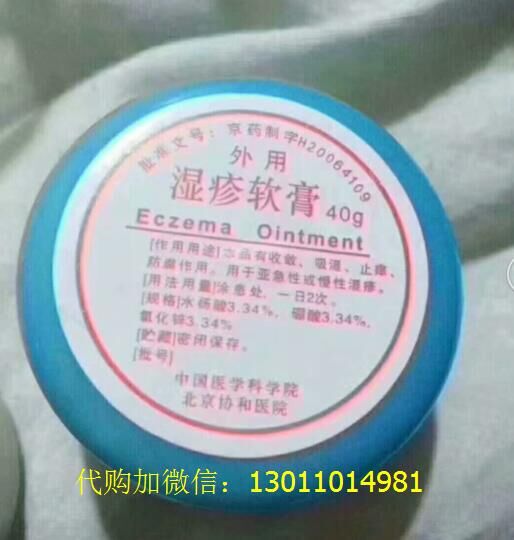 批准文号：京药制字H20064109
外用
湿疹软膏 40g
Eczema Ointment
[作用用途]本品有收敛、吸湿、止痒、
防腐作用。用于亚急性或慢性湿疹。
[用法用量]涂患处，一日2次。
[规格]水杨酸3.34%，硼酸3.34%，
氧化锌3.34%
[贮藏]密闭保存。
[批号]
中国医学科学院
北京协和医院
代购加微信：13011014981